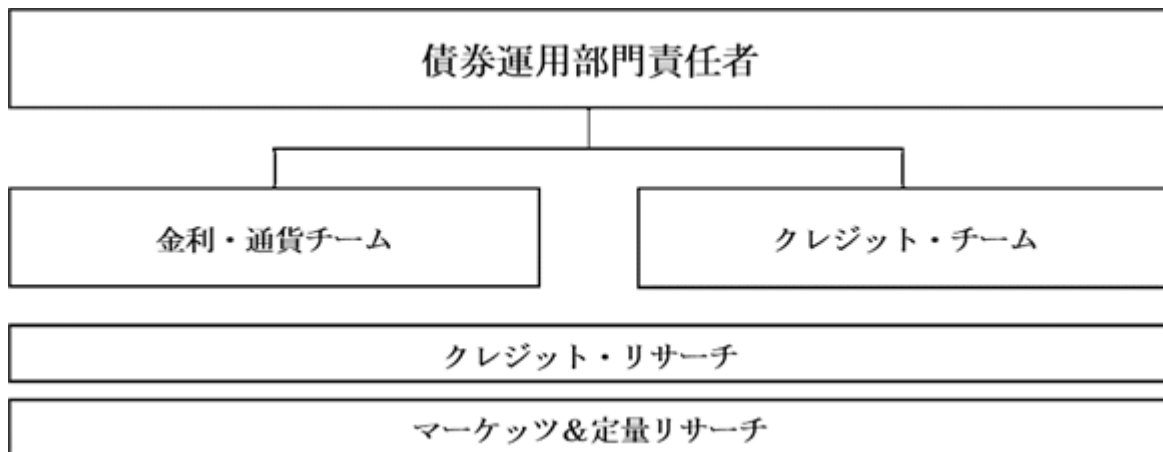 債券運用部門責任者
金利・通貨チーム
クレジット・チーム
クレジット・リサーチ
マーケッツ＆定量リサーチ